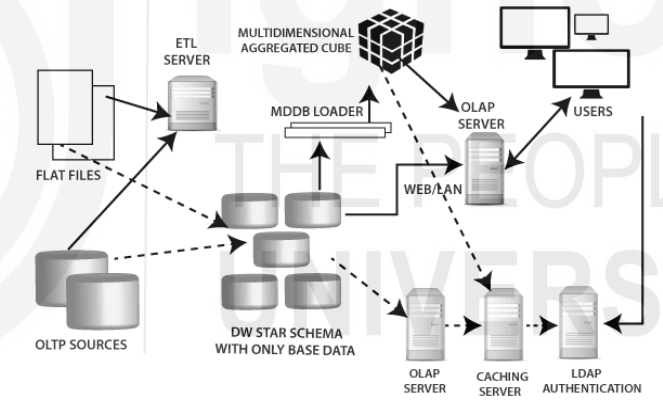 MULTIDIMENSIONAL
AGGREGATED CUBE
ETL
SERVER
MDDB LOADER
OLAP
SERVER
USERS
FLAT FILES
WEB/LAN
THE PEOPL
UNIVERS
OLTP SOURCES
DW STAR SCHEMA
WITH ONLY BASE DATA
OLAP
SERVER
CACHING
SERVER
LDAP
AUTHENTICATION